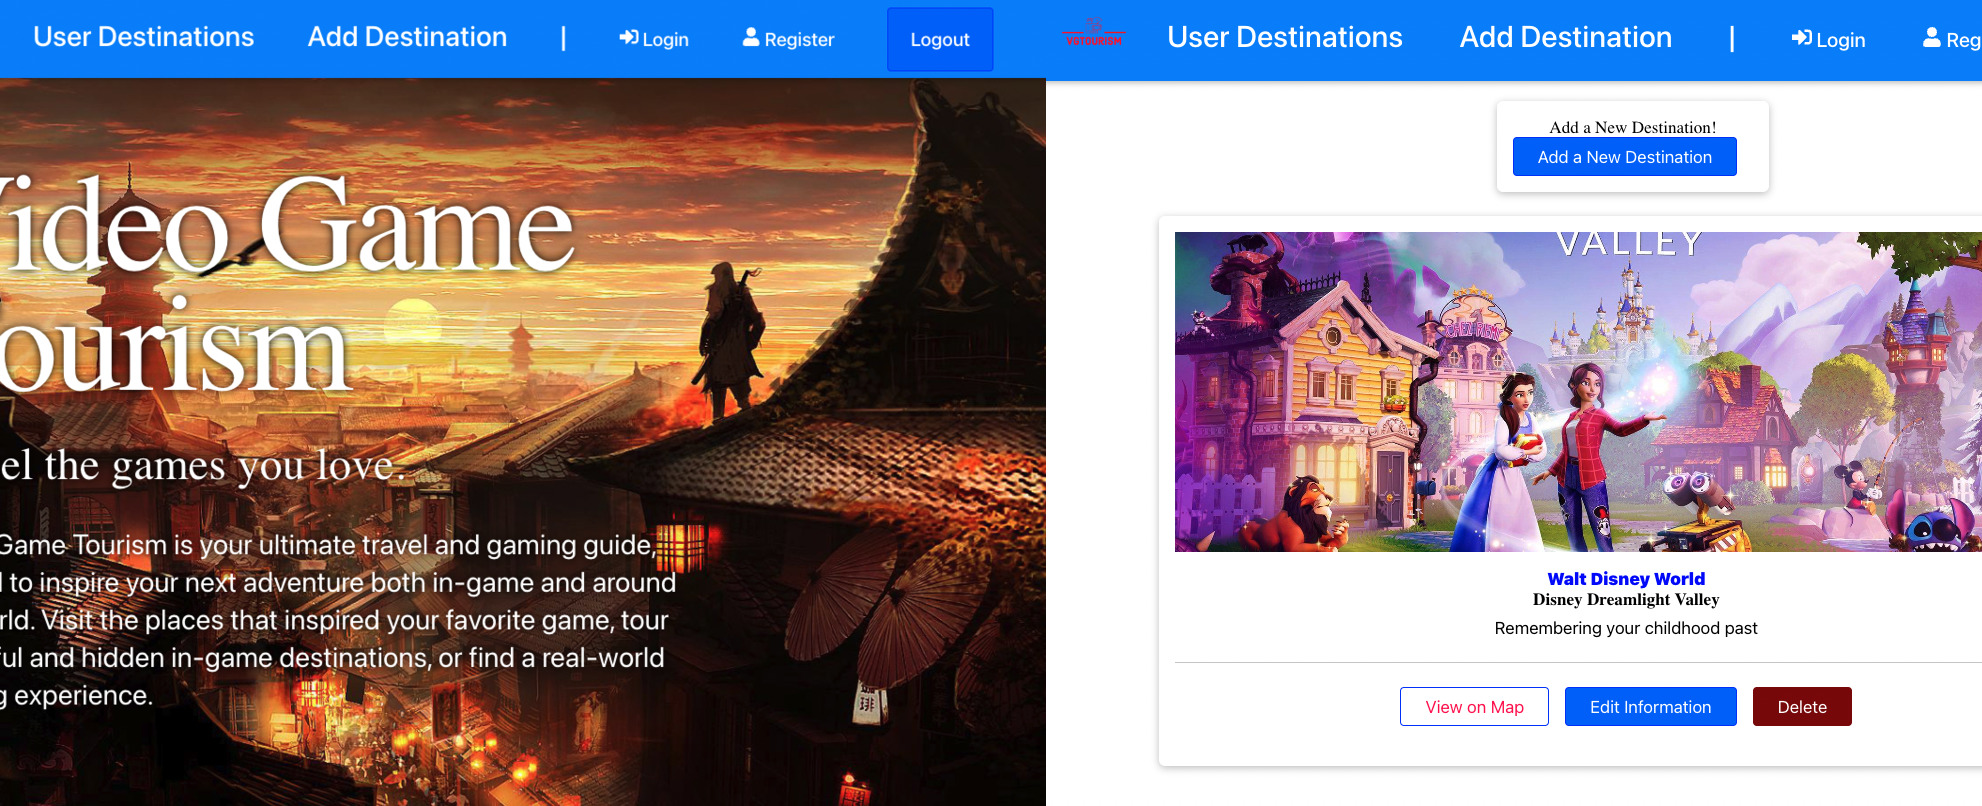 User Destinations Add Destination | Login Register Logout
ideo Game
ourism
el the games you love.
Game Tourism is your ultimate travel and gaming guide,
to inspire your next adventure both in-game and around
rld. Visit the places that inspired your favorite game, tour
ful and hidden in-game destinations, or find a real-world
g experience.
VGTOURISM User Destinations Add Destination | Login Reg
Add a New Destination!
Add a New Destination
VALLEY
Walt Disney World
Disney Dreamlight Valley
Remembering your childhood past
View on Map Edit Information Delete